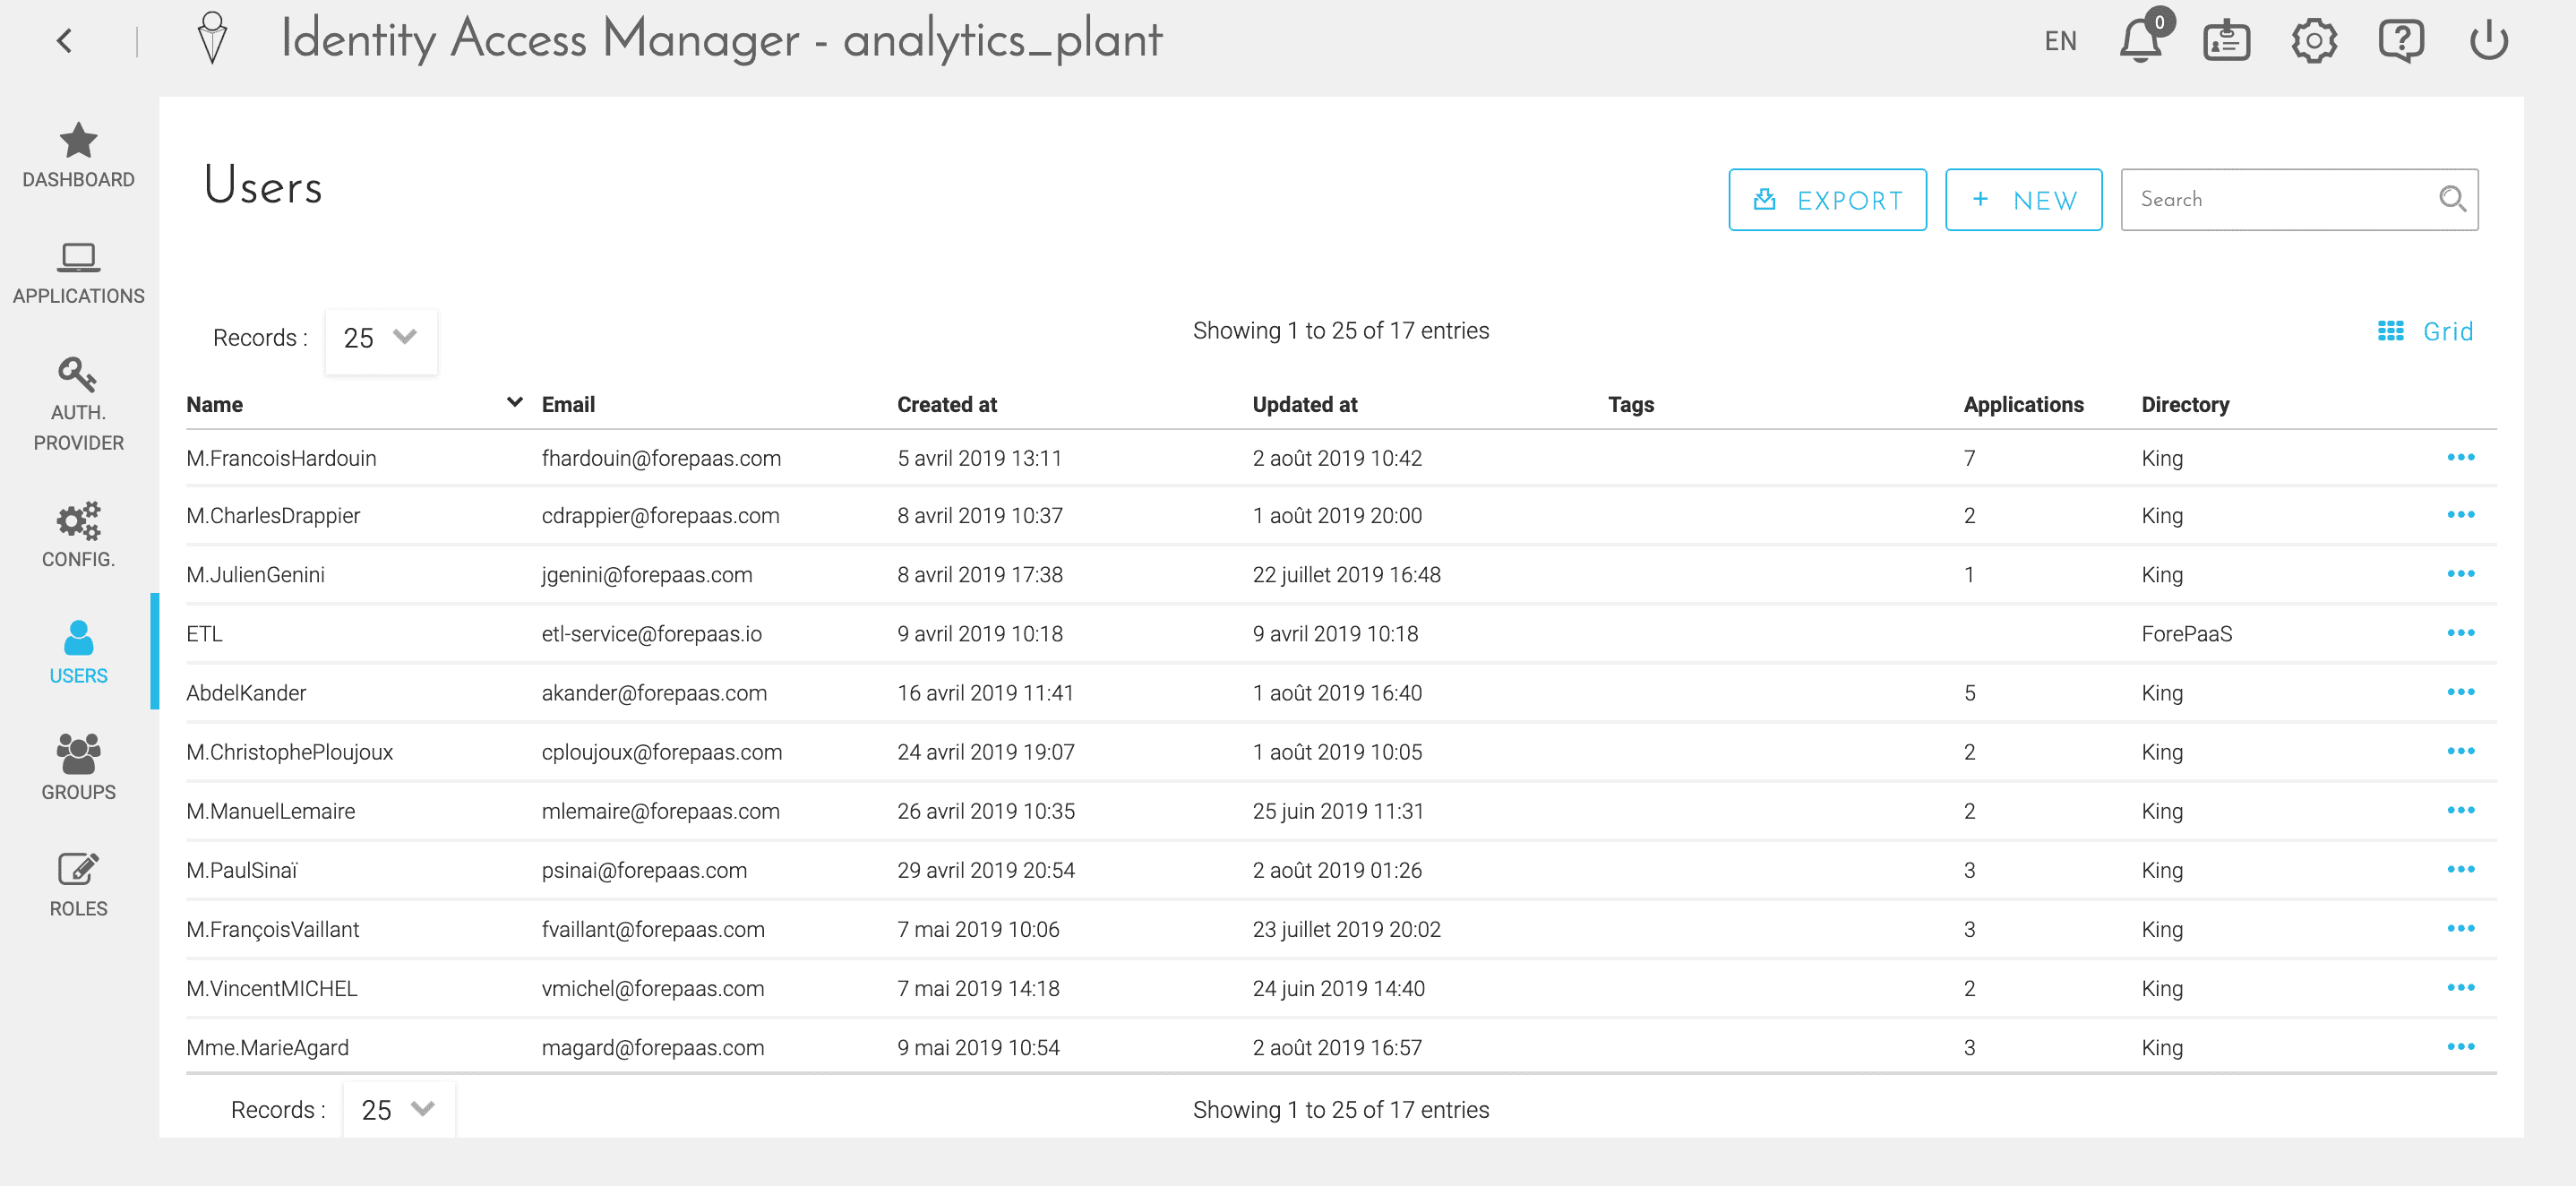 Identity Access Manager - analytics_plant
EN
0
DASHBOARD
APPLICATIONS
AUTH.
PROVIDER
CONFIG.
USERS
GROUPS
ROLES
Users
EXPORT
+ NEW
Search
Records : 25
Showing 1 to 25 of 17 entries
Grid
Name Email Created at Updated at Tags Applications Directory
M.FrancoisHardouin fhardouin@forepaas.com 5 avril 2019 13:11 2 août 2019 10:42 7 King
M.CharlesDrappier cdrappier@forepaas.com 8 avril 2019 10:37 1 août 2019 20:00 2 King
M.JulienGenini jgenini@forepaas.com 8 avril 2019 17:38 22 juillet 2019 16:48 1 King
ETL etl-service@forepaas.io 9 avril 2019 10:18 9 avril 2019 10:18 ForePaaS
AbdelKander akander@forepaas.com 16 avril 2019 11:41 1 août 2019 16:40 5 King
M.ChristophePloujoux cploujoux@forepaas.com 24 avril 2019 19:07 1 août 2019 10:05 2 King
M.ManuelLemaire mlemaire@forepaas.com 26 avril 2019 10:35 25 juin 2019 11:31 2 King
M.PaulSinaï psinai@forepaas.com 29 avril 2019 20:54 2 août 2019 01:26 3 King
M.FrançoisVaillant fvaillant@forepaas.com 7 mai 2019 10:06 23 juillet 2019 20:02 3 King
M.VincentMICHEL vmichel@forepaas.com 7 mai 2019 14:18 24 juin 2019 14:40 2 King
Mme.MarieAgard magard@forepaas.com 9 mai 2019 10:54 2 août 2019 16:57 3 King
Records : 25
Showing 1 to 25 of 17 entries